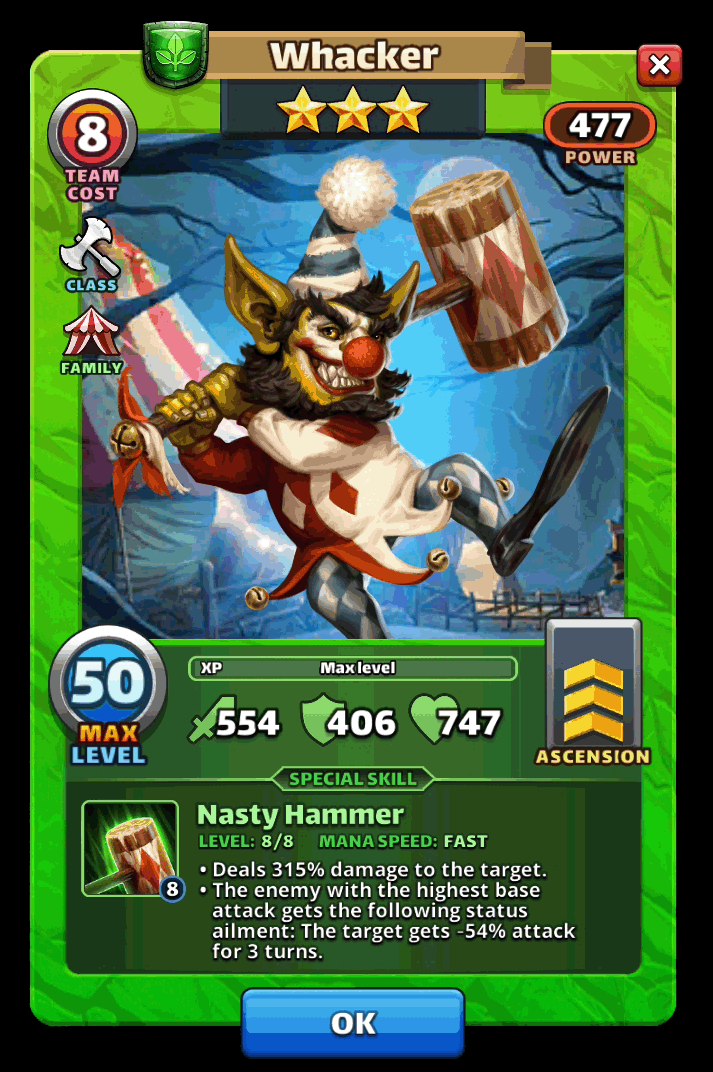 Whacker
8
TEAM
COST
477
POWER
CLASS
FAMILY
50
MAX
LEVEL
XP Max level
554 406 747
ASCENSION
SPECIAL SKILL
Nasty Hammer
LEVEL: 8/8 MANA SPEED: FAST
8
• Deals 315% damage to the target.
• The enemy with the highest base
attack gets the following status
ailment: The target gets -54% attack
for 3 turns.
OK